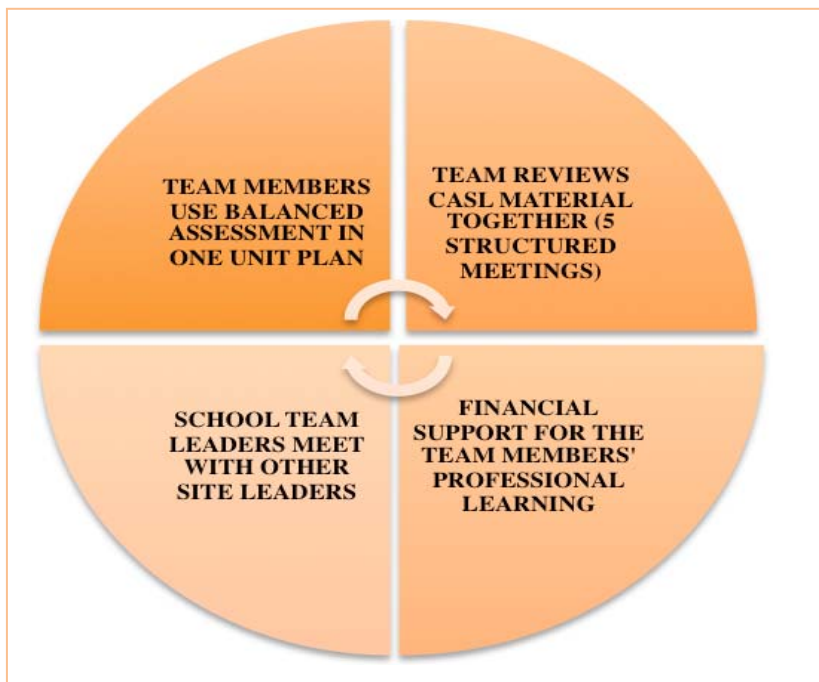 TEAM MEMBERS
USE BALANCED
ASSESSMENT IN
ONE UNIT PLAN
TEAM REVIEWS
CASL MATERIAL
TOGETHER (5
STRUCTURED
MEETINGS)
SCHOOL TEAM
LEADERS MEET
WITH OTHER
SITE LEADERS
FINANCIAL
SUPPORT FOR THE
TEAM MEMBERS'
PROFESSIONAL
LEARNING